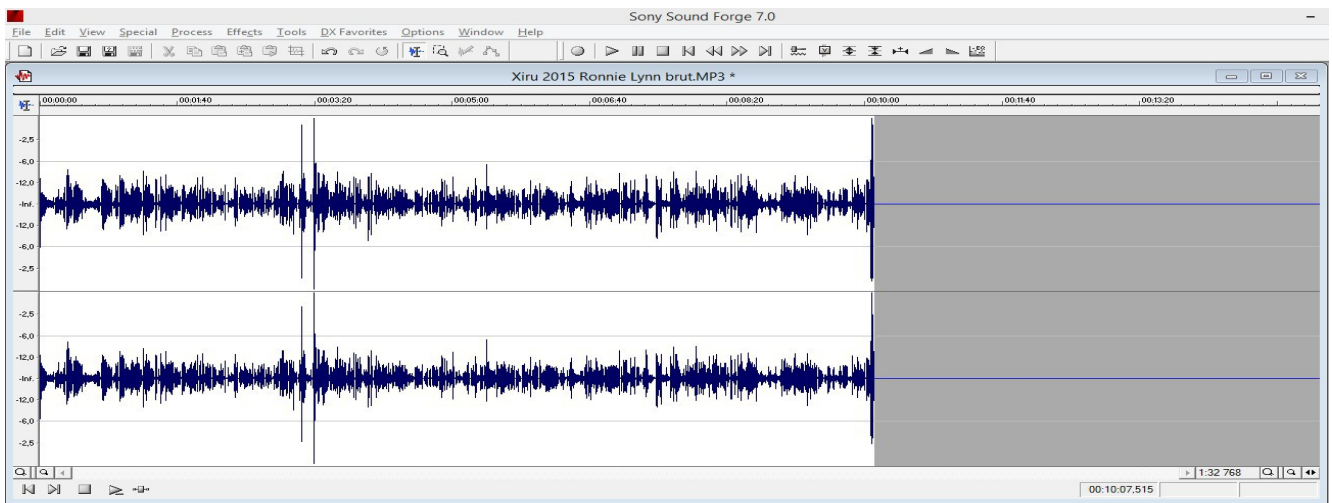 Sony Sound Forge 7.0
File Edit View Special Process Effects Tools DX Favorites Options Window Help
Xiru 2015 Ronnie Lynn brut.MP3 *
00:00:00 00:01:40 00:03:20 00:05:00 00:06:40 00:08:20 00:10:00 00:11:40 00:13:20
-2,5
-6,0
-12,0
-Inf.
-12,0
-6,0
-2,5
-2,5
-6,0
-12,0
-Inf.
-12,0
-6,0
-2,5
1:32 768
00:10:07.515